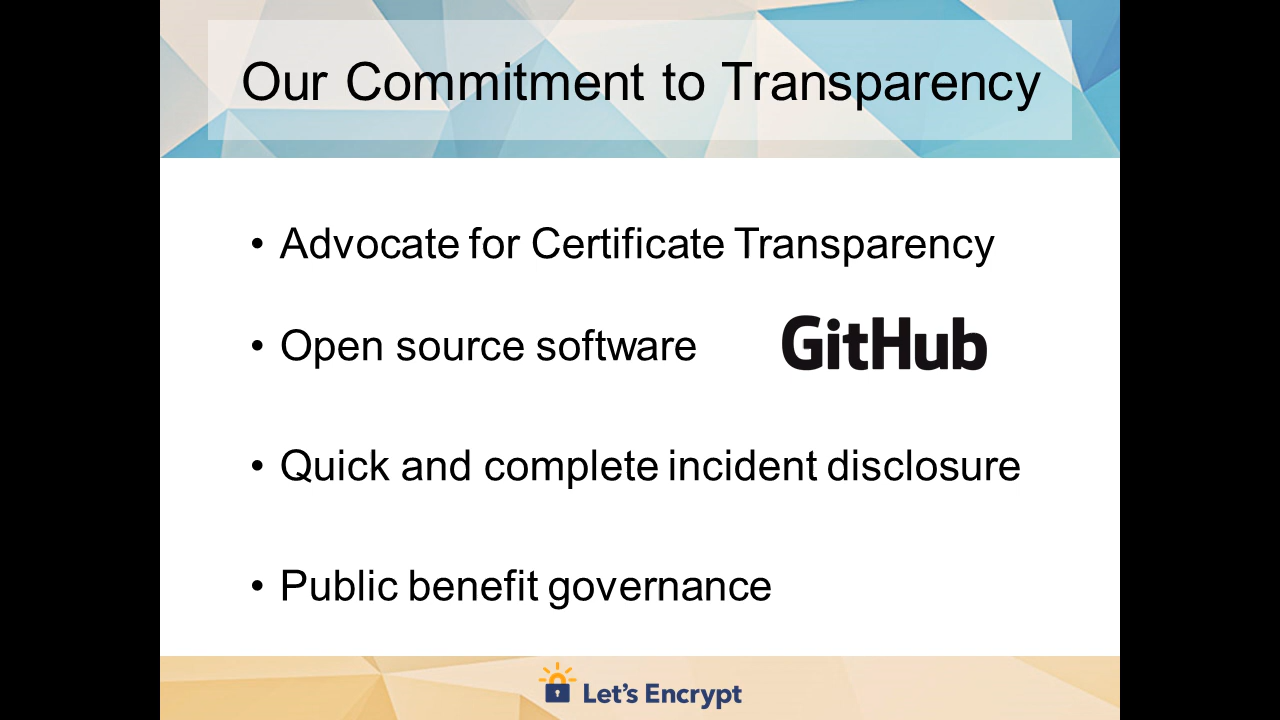 Our Commitment to Transparency
• Advocate for Certificate Transparency
• Open source software GitHub
• Quick and complete incident disclosure
• Public benefit governance
Let's Encrypt